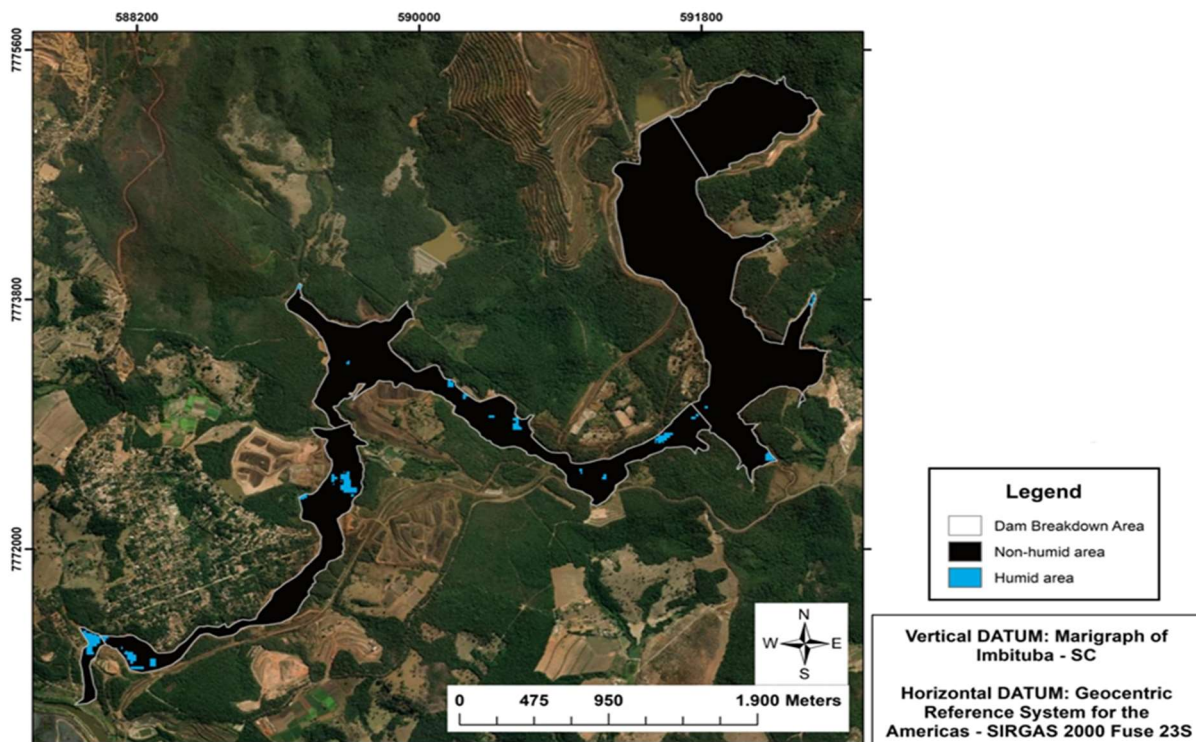 588200 590000 591800
7775600
7773800
7772000
N
W E
S
0 475 950 1.900 Meters
Legend
Dam Breakdown Area
Non-humid area
Humid area
Vertical DATUM: Marigraph of
Imbituba - SC
Horizontal DATUM: Geocentric
Reference System for the
Americas - SIRGAS 2000 Fuse 23S